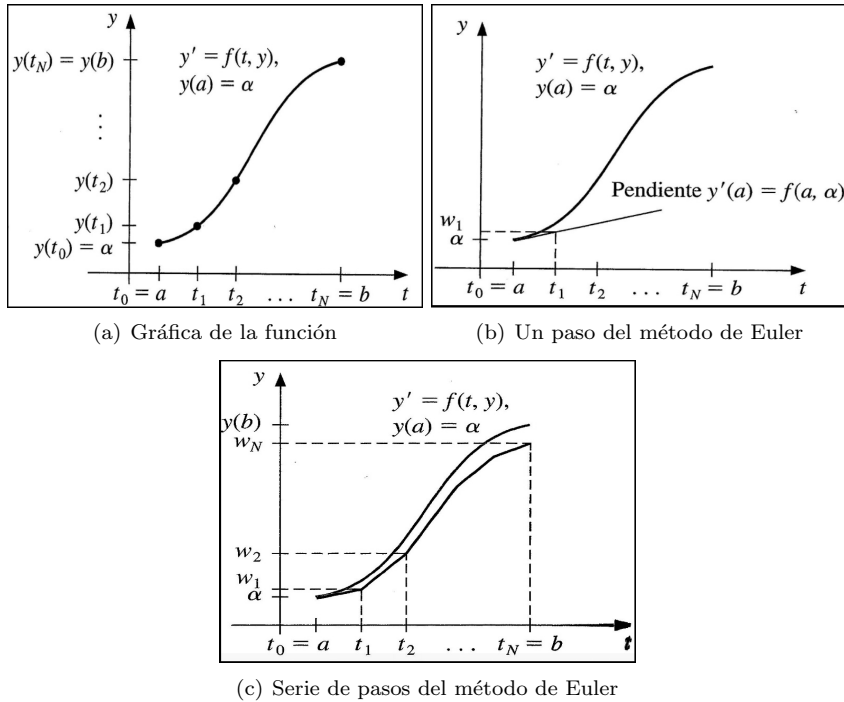 y
y(t_N) = y(b)
y′ = f(t, y),
y(a) = α
⋮
y(t_2)
y(t_1)
y(t_0) = α
t_0 = a t_1 t_2 … t_N = b t
(a) Gráfica de la función
y
y′ = f(t, y),
y(a) = α
Pendiente y′(a) = f(a, α)
w_1
α
t_0 = a t_1 t_2 … t_N = b t
(b) Un paso del método de Euler
y
y′ = f(t, y),
y(b)
y(a) = α
w_N
w_2
w_1
α
t_0 = a t_1 t_2 … t_N = b t
(c) Serie de pasos del método de Euler